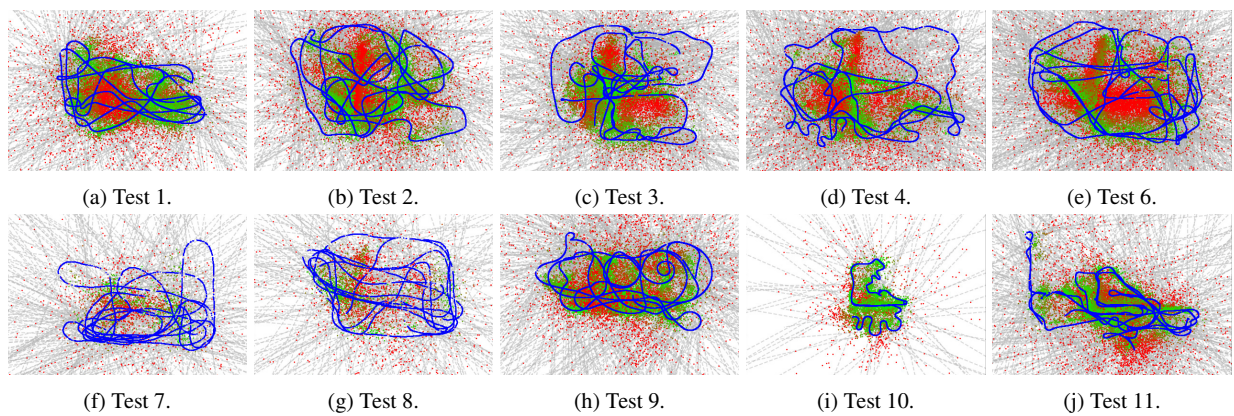 (a) Test 1.
(b) Test 2.
(c) Test 3.
(d) Test 4.
(e) Test 6.
(f) Test 7.
(g) Test 8.
(h) Test 9.
(i) Test 10.
(j) Test 11.